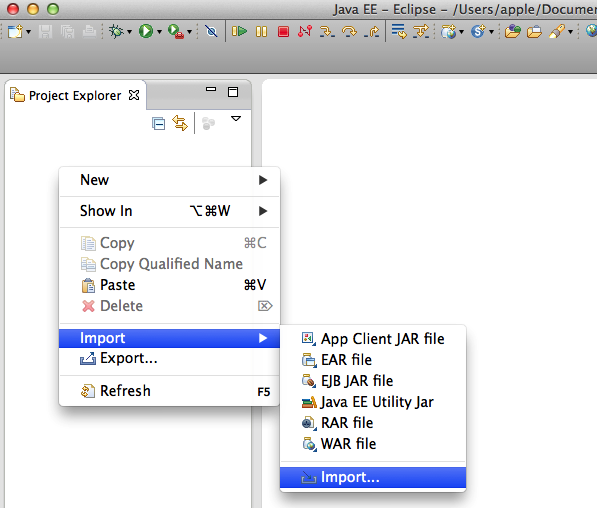 Java EE - Eclipse - /Users/apple/Docume
Project Explorer
New
Show In ⌥⌘W
Copy ⌘C
Copy Qualified Name
Paste ⌘V
Delete ⌦
Import
Export...
Refresh F5
App Client JAR file
EAR file
EJB JAR file
Java EE Utility Jar
RAR file
WAR file
Import...